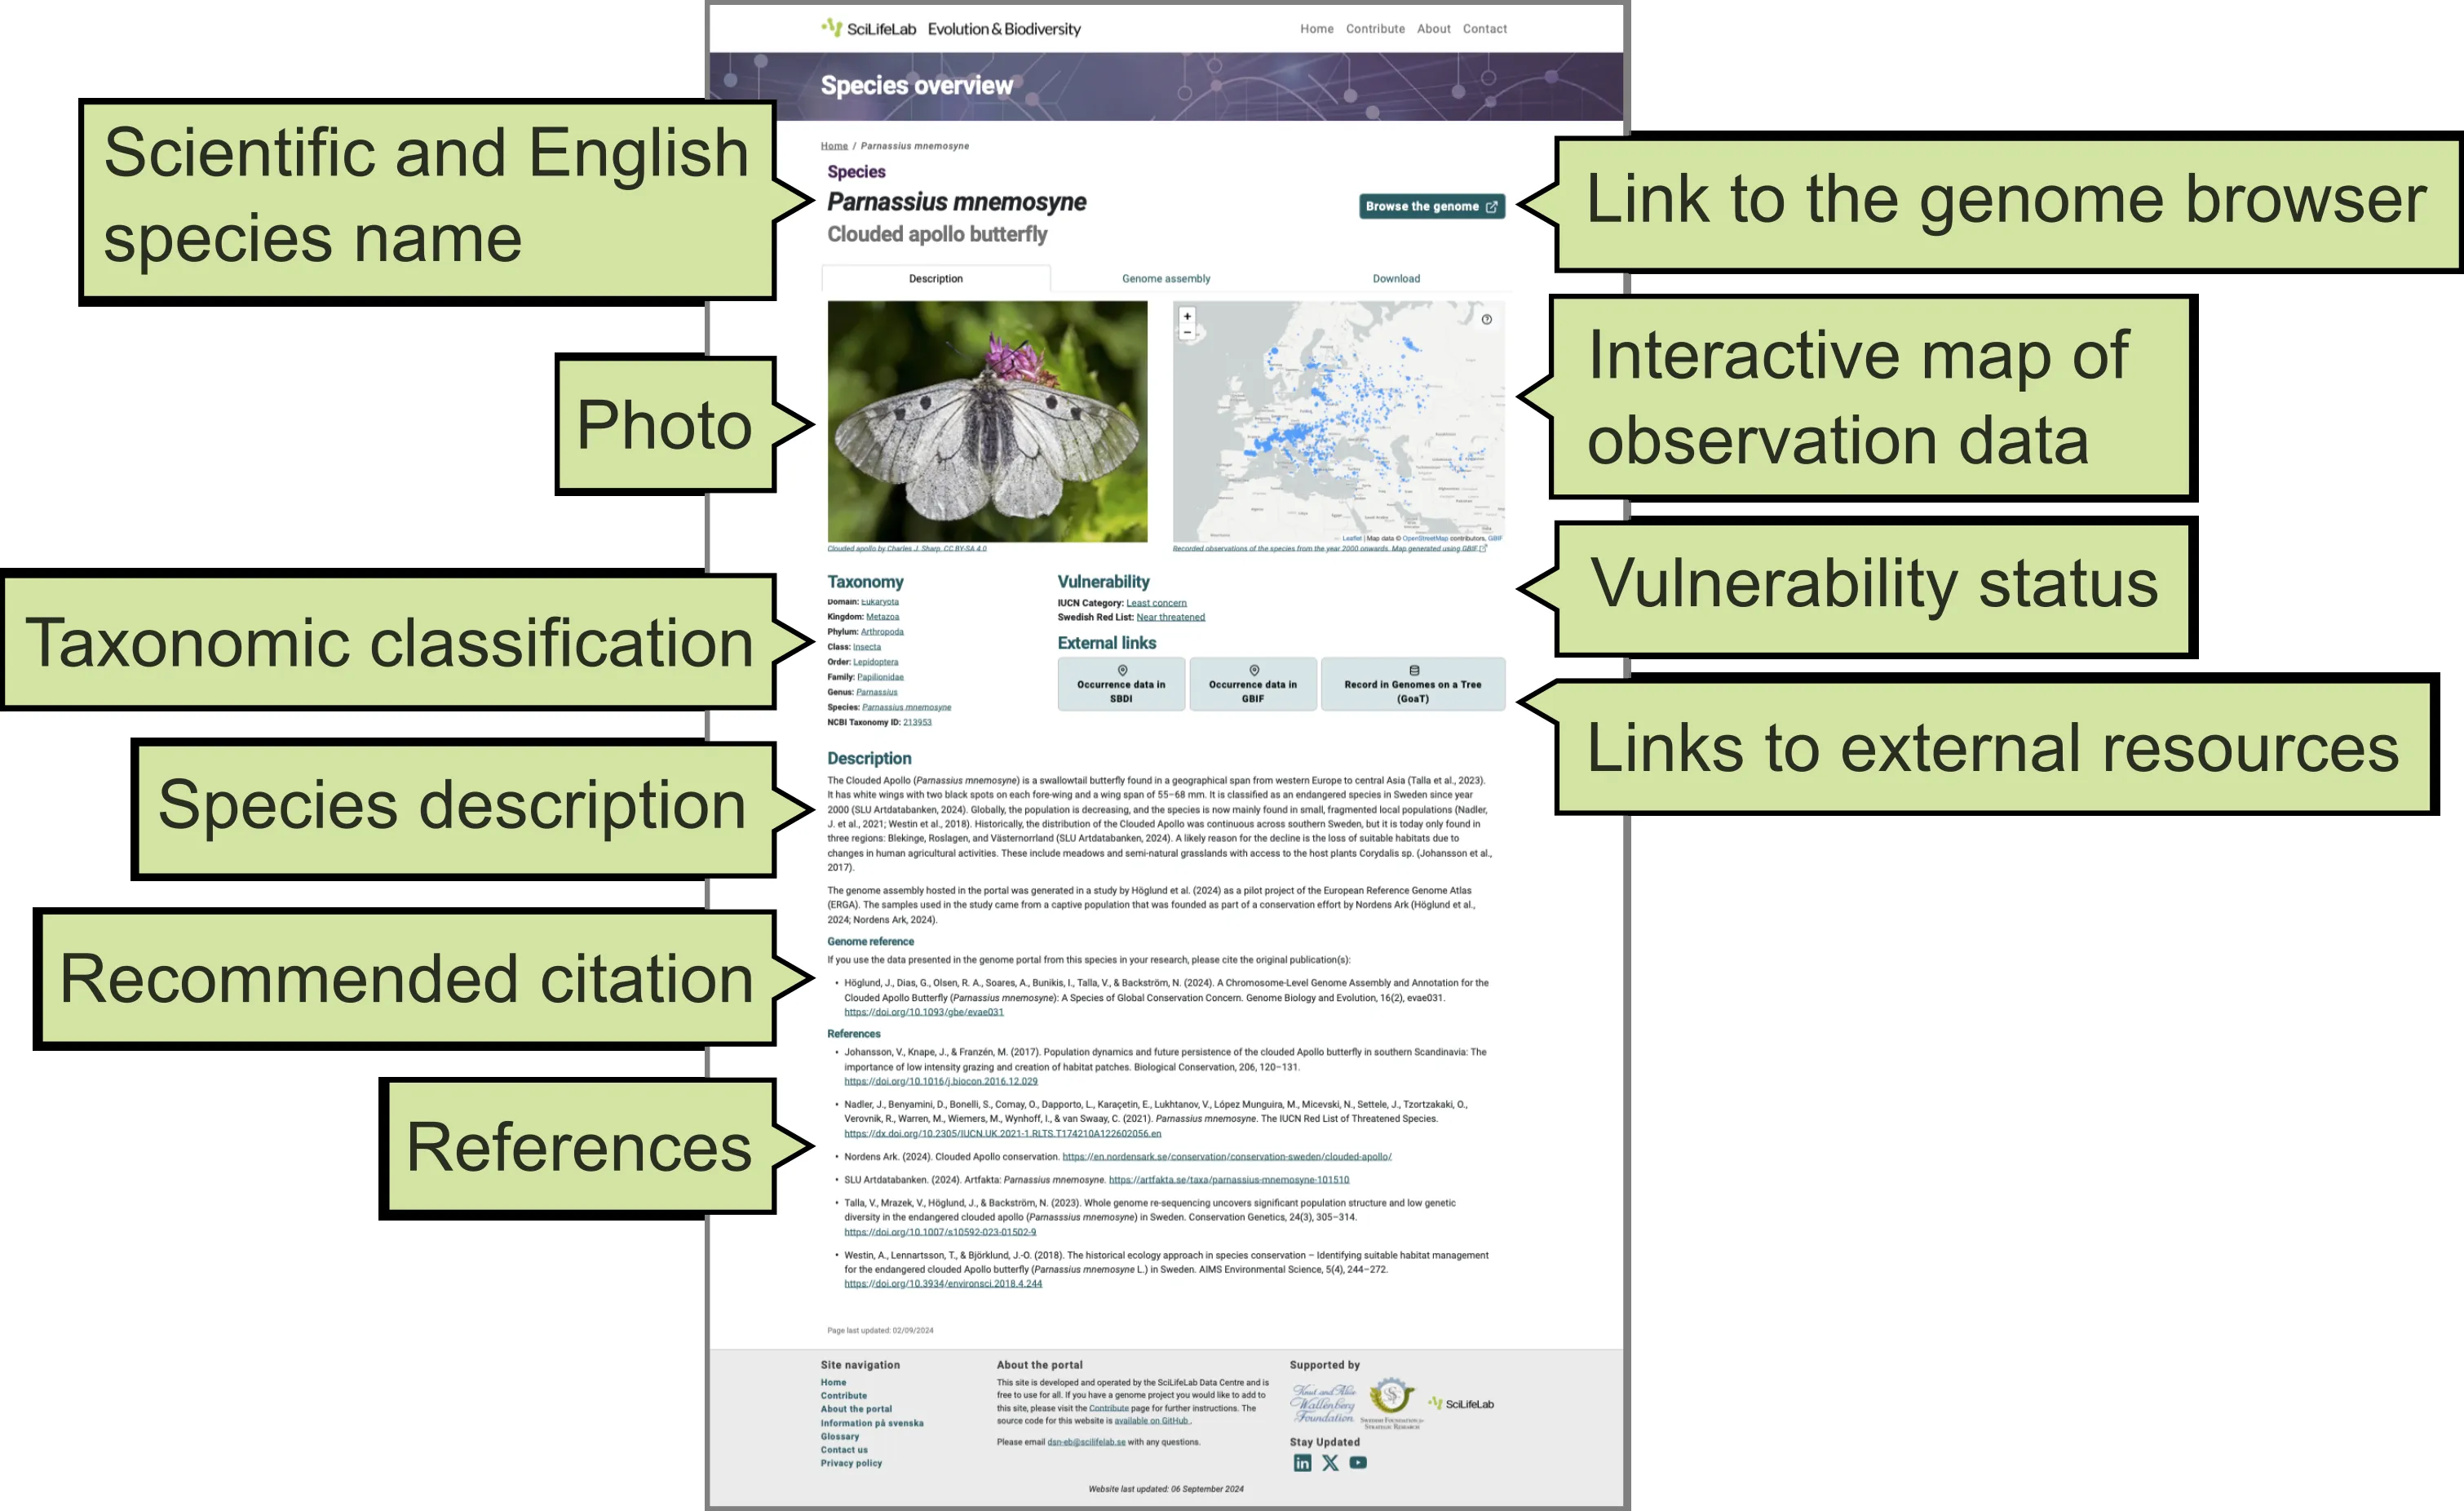 SciLifeLab Evolution & Biodiversity
Home Contribute About Contact
Species overview
Home / Parnassius mnemosyne
Species
Parnassius mnemosyne
Clouded apollo butterfly
Browse the genome
Description Genome assembly Download
+
−
Leaflet | Map data © OpenStreetMap contributors, GBIF
Clouded apollo by Charles J. Sharp, CC BY-SA 4.0
Recorded observations of the species from the year 2000 onwards. Map generated using GBIF.
Taxonomy
Domain: Eukaryota
Kingdom: Metazoa
Phylum: Arthropoda
Class: Insecta
Order: Lepidoptera
Family: Papilionidae
Genus: Parnassius
Species: Parnassius mnemosyne
NCBI Taxonomy ID: 213953
Vulnerability
IUCN Category: Least concern
Swedish Red List: Near threatened
External links
Occurrence data in
SBDI
Occurrence data in
GBIF
Record in Genomes on a Tree
(GoaT)
Description
The Clouded Apollo (Parnassius mnemosyne) is a swallowtail butterfly found in a geographical span from western Europe to central Asia (Talla et al., 2023).
It has white wings with two black spots on each fore-wing and a wing span of 55–68 mm. It is classified as an endangered species in Sweden since year
2000 (SLU Artdatabanken, 2024). Globally, the population is decreasing, and the species is now mainly found in small, fragmented local populations (Nadler,
J. et al., 2021; Westin et al., 2018). Historically, the distribution of the Clouded Apollo was continuous across southern Sweden, but it is today only found in
three regions: Blekinge, Roslagen, and Västernorrland (SLU Artdatabanken, 2024). A likely reason for the decline is the loss of suitable habitats due to
changes in human agricultural activities. These include meadows and semi-natural grasslands with access to the host plants Corydalis sp. (Johansson et al.,
2017).
The genome assembly hosted in the portal was generated in a study by Höglund et al. (2024) as a pilot project of the European Reference Genome Atlas
(ERGA). The samples used in the study came from a captive population that was founded as part of a conservation effort by Nordens Ark (Höglund et al.,
2024; Nordens Ark, 2024).
Genome reference
If you use the data presented in the genome portal from this species in your research, please cite the original publication(s):
• Höglund, J., Dias, G., Olsen, R. A., Soares, A., Bunikis, I., Talla, V., & Backström, N. (2024). A Chromosome-Level Genome Assembly and Annotation for the
Clouded Apollo Butterfly (Parnassius mnemosyne): A Species of Global Conservation Concern. Genome Biology and Evolution, 16(2), evae031.
https://doi.org/10.1093/gbe/evae031
References
• Johansson, V., Knape, J., & Franzén, M. (2017). Population dynamics and future persistence of the clouded Apollo butterfly in southern Scandinavia: The
importance of low intensity grazing and creation of habitat patches. Biological Conservation, 206, 120–131.
https://doi.org/10.1016/j.biocon.2016.12.029
• Nadler, J., Benyamini, D., Bonelli, S., Comay, O., Dapporto, L., Karaçetin, E., Lukhtanov, V., López Munguira, M., Micevski, N., Settele, J., Tzortzakaki, O.,
Verovnik, R., Warren, M., Wiemers, M., Wynhoff, I., & van Swaay, C. (2021). Parnassius mnemosyne. The IUCN Red List of Threatened Species.
https://dx.doi.org/10.2305/IUCN.UK.2021-1.RLTS.T174210A122602056.en
• Nordens Ark. (2024). Clouded Apollo conservation. https://en.nordensark.se/conservation/conservation-sweden/clouded-apollo/
• SLU Artdatabanken. (2024). Artfakta: Parnassius mnemosyne. https://artfakta.se/taxa/parnassius-mnemosyne-101510
• Talla, V., Mrazek, V., Höglund, J., & Backström, N. (2023). Whole genome re-sequencing uncovers significant population structure and low genetic
diversity in the endangered clouded apollo (Parnasssius mnemosyne) in Sweden. Conservation Genetics, 24(3), 305–314.
https://doi.org/10.1007/s10592-023-01502-9
• Westin, A., Lennartsson, T., & Björklund, J.-O. (2018). The historical ecology approach in species conservation – Identifying suitable habitat management
for the endangered clouded Apollo butterfly (Parnassius mnemosyne L.) in Sweden. AIMS Environmental Science, 5(4), 244–272.
https://doi.org/10.3934/environsci.2018.4.244
Page last updated: 02/09/2024
Site navigation
Home
Contribute
About the portal
Information på svenska
Glossary
Contact us
Privacy policy
About the portal
This site is developed and operated by the SciLifeLab Data Centre and is
free to use for all. If you have a genome project you would like to add to
this site, please visit the Contribute page for further instructions. The
source code for this website is available on GitHub.
Please email dsn-eb@scilifelab.se with any questions.
Supported by
Knut and Alice
Wallenberg
Foundation
Swedish Foundation for
Strategic Research
SciLifeLab
Stay Updated
Website last updated: 06 September 2024
Scientific and English
species name
Photo
Taxonomic classification
Species description
Recommended citation
References
Link to the genome browser
Interactive map of
observation data
Vulnerability status
Links to external resources